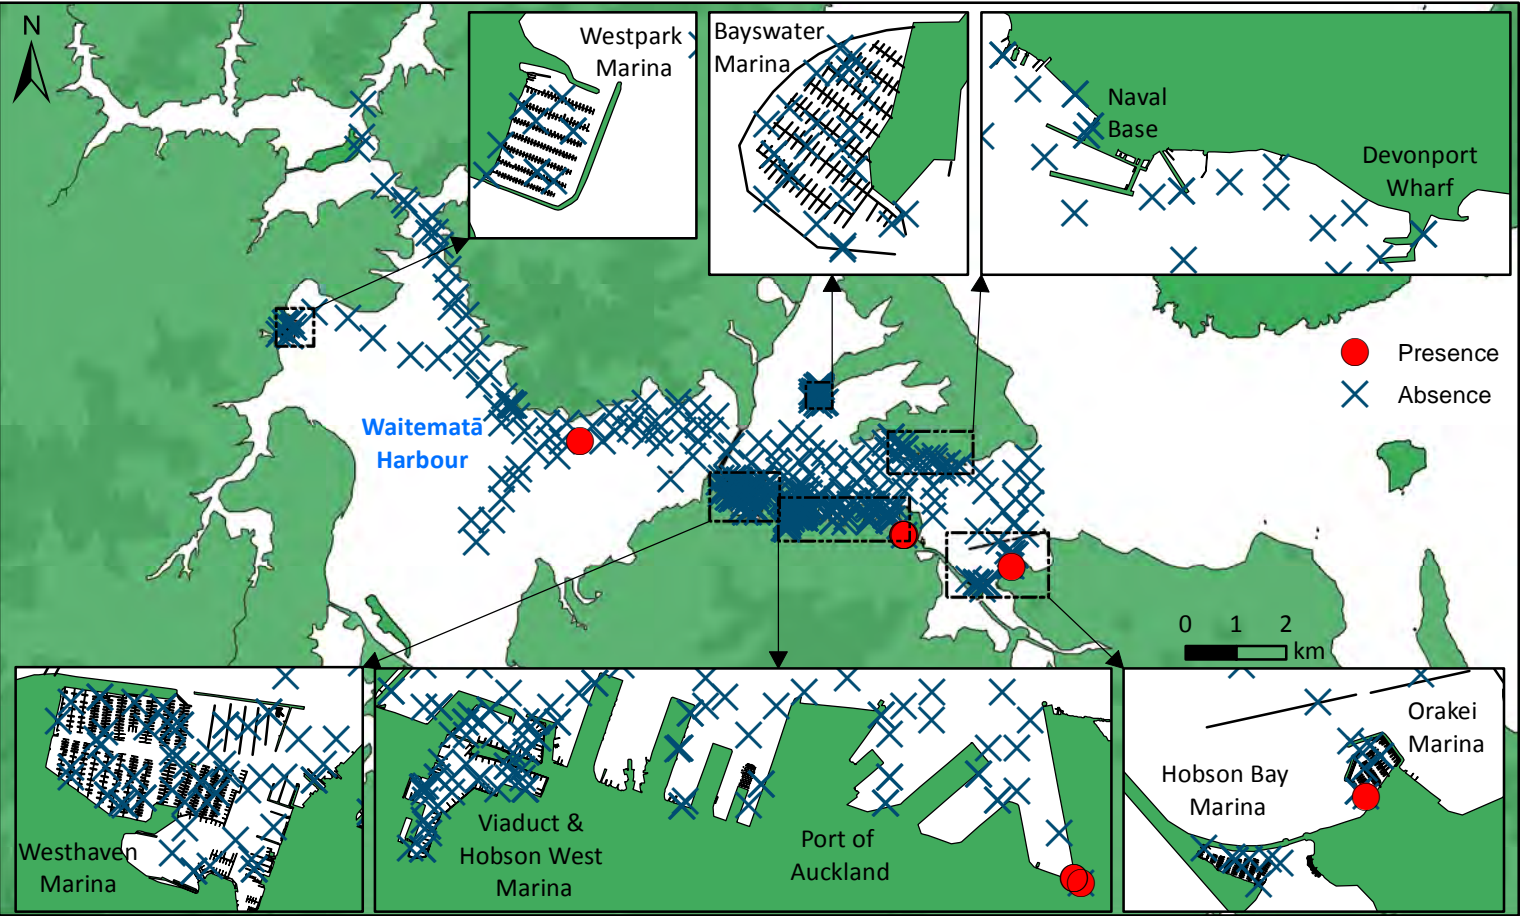 N
Westpark
Marina
Bayswater
Marina
Naval
Base
Devonport
Wharf
Presence
Absence
Waitematā
Harbour
0 1 2
km
Westhaven
Marina
Viaduct &
Hobson West
Marina
Port of
Auckland
Hobson Bay
Marina
Orakei
Marina